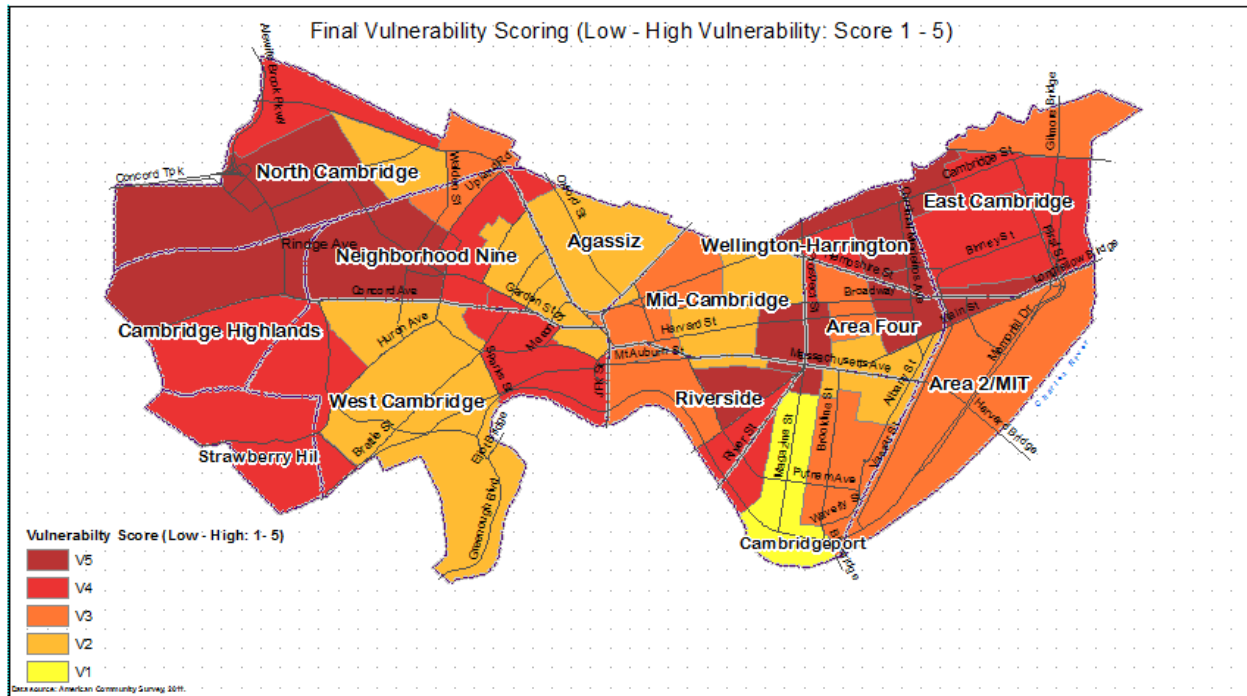 Final Vulnerability Scoring (Low - High Vulnerability: Score 1 - 5)
Gilmore Bridge
Concord Tpk
North Cambridge
Walden St
Upland Rd
Oxford St
Cambridge St
East Cambridge
Agassiz
Wellington-Harrington
Rindge Ave
Neighborhood Nine
Binney St
First St
Hampshire St
Longfellow Bridge
Concord Ave
Garden St
Mid-Cambridge
Prospect St
Broadway
Main St
Cambridge Highlands
Huron Ave
Mason
Harvard St
Area Four
Memorial Dr
Mt Auburn St
Massachusetts Ave
Sparks St
JFK St
Albany St
Area 2/MIT
Charles River
West Cambridge
Riverside
Harvard Bridge
Brattle St
River St
Magazine St
Brookline St
Vassar St
Strawberry Hil
Eliot Bridge
Putnam Ave
Greenough Blvd
Waverly St
Cambridgeport
Vulnerabilty Score (Low - High: 1- 5)
V5
V4
V3
V2
V1
Data source: American Community Survey, 2011.